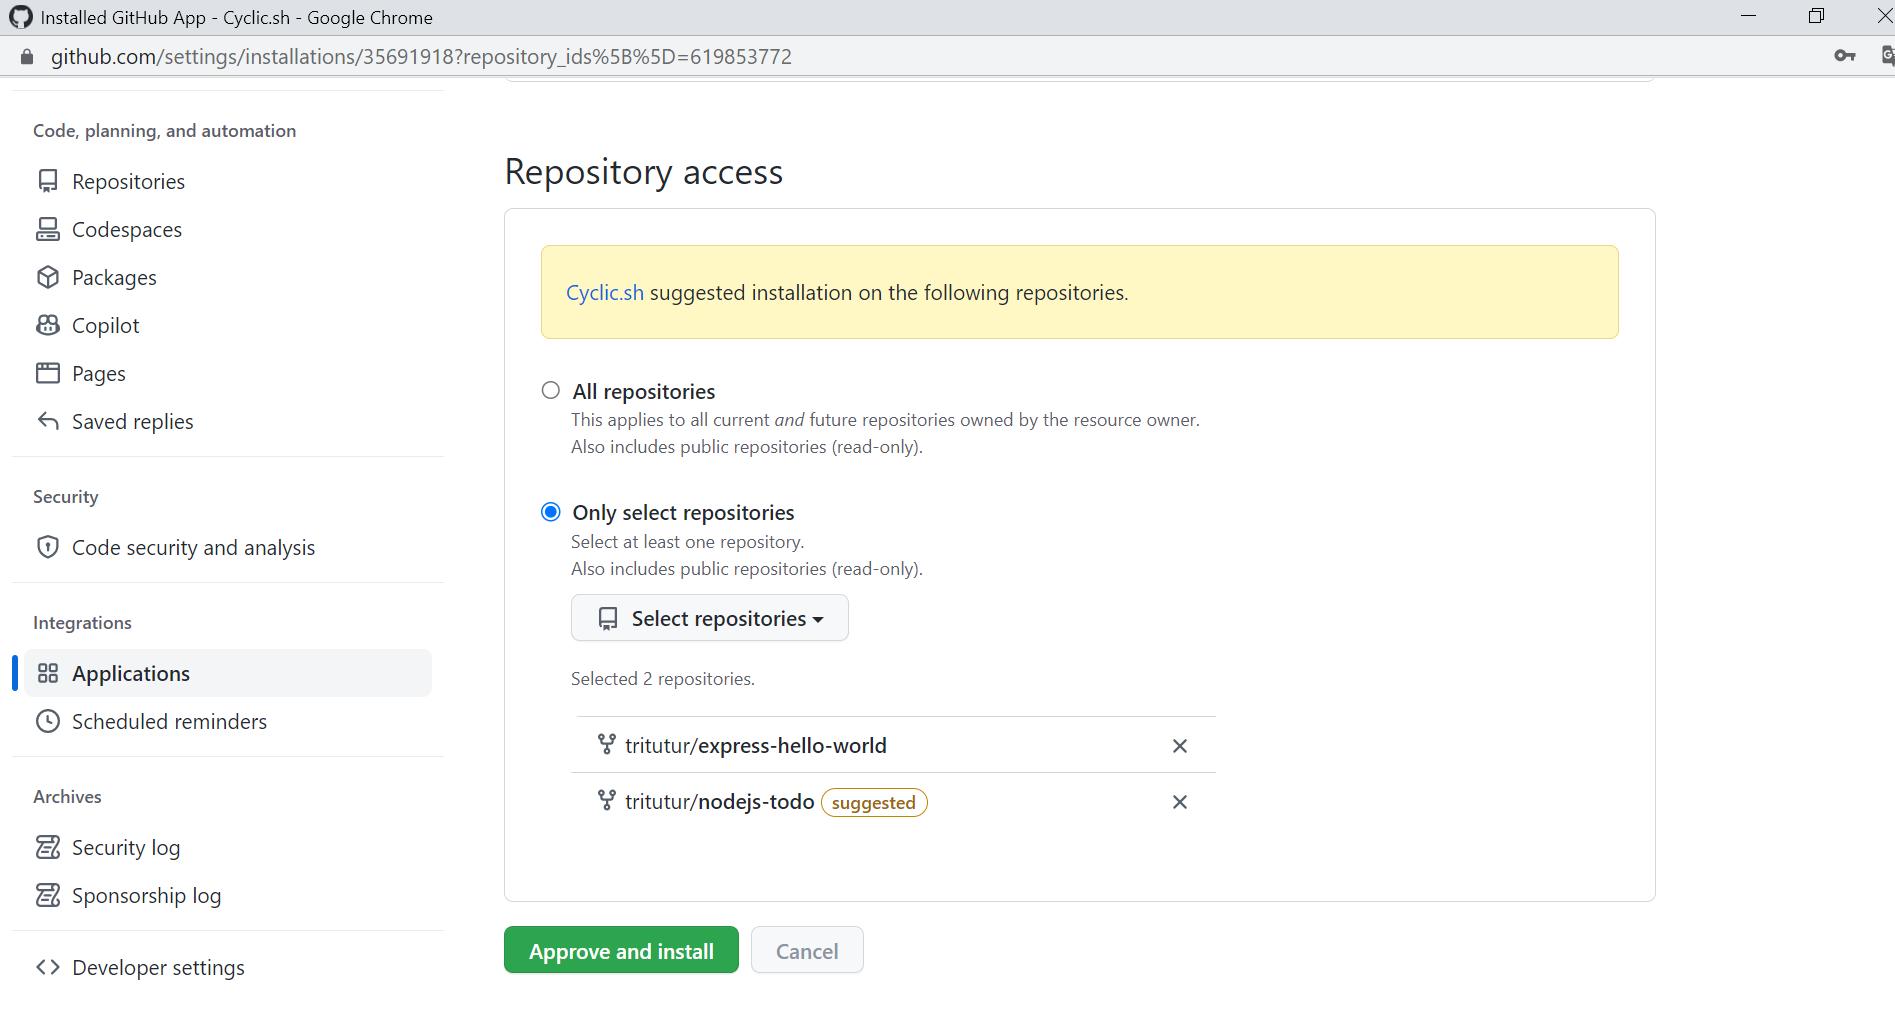 Installed GitHub App - Cyclic.sh - Google Chrome
github.com/settings/installations/35691918?repository_ids%5B%5D=619853772
Code, planning, and automation
Repositories
Codespaces
Packages
Copilot
Pages
Saved replies
Security
Code security and analysis
Integrations
Applications
Scheduled reminders
Archives
Security log
Sponsorship log
Developer settings
Repository access
Cyclic.sh suggested installation on the following repositories.
All repositories
This applies to all current and future repositories owned by the resource owner.
Also includes public repositories (read-only).
Only select repositories
Select at least one repository.
Also includes public repositories (read-only).
Select repositories
Selected 2 repositories.
tritutur/express-hello-world
tritutur/nodejs-todo suggested
Approve and install
Cancel